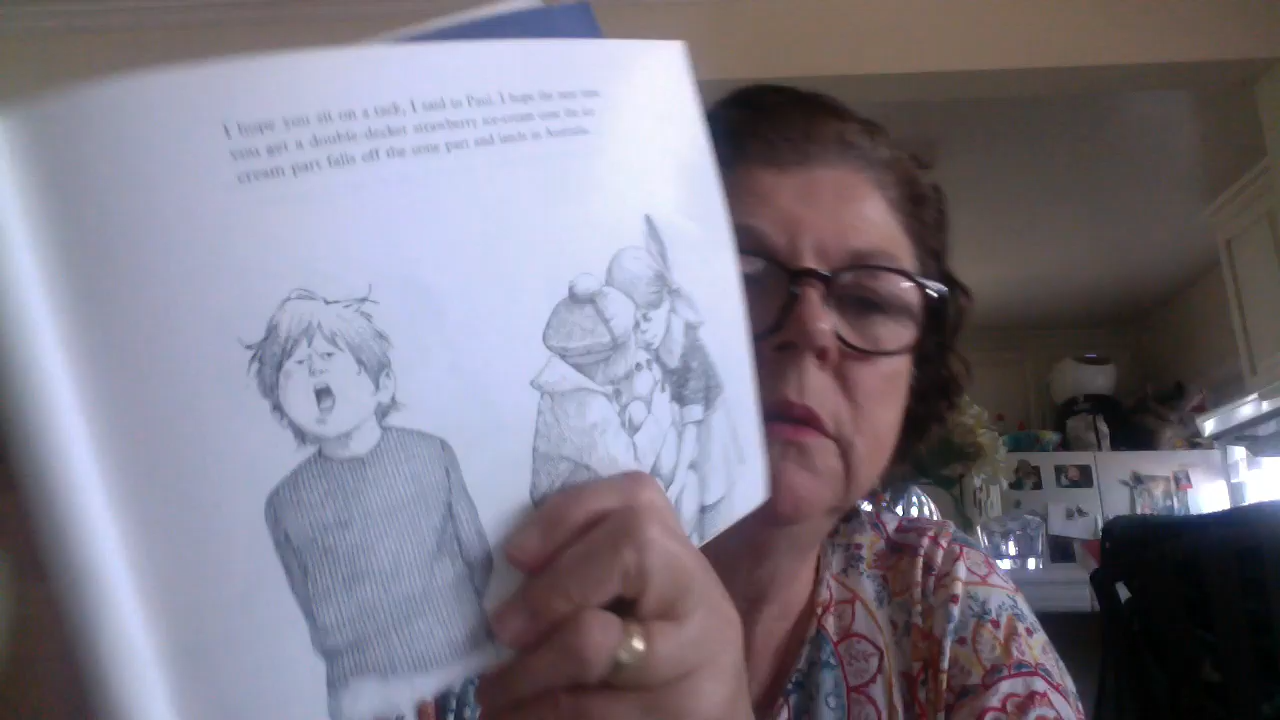 I hope you sit on a tack, I said to Paul. I hope the next time
you get a double-decker strawberry ice-cream cone the ice
cream part falls off the cone part and lands in Australia.